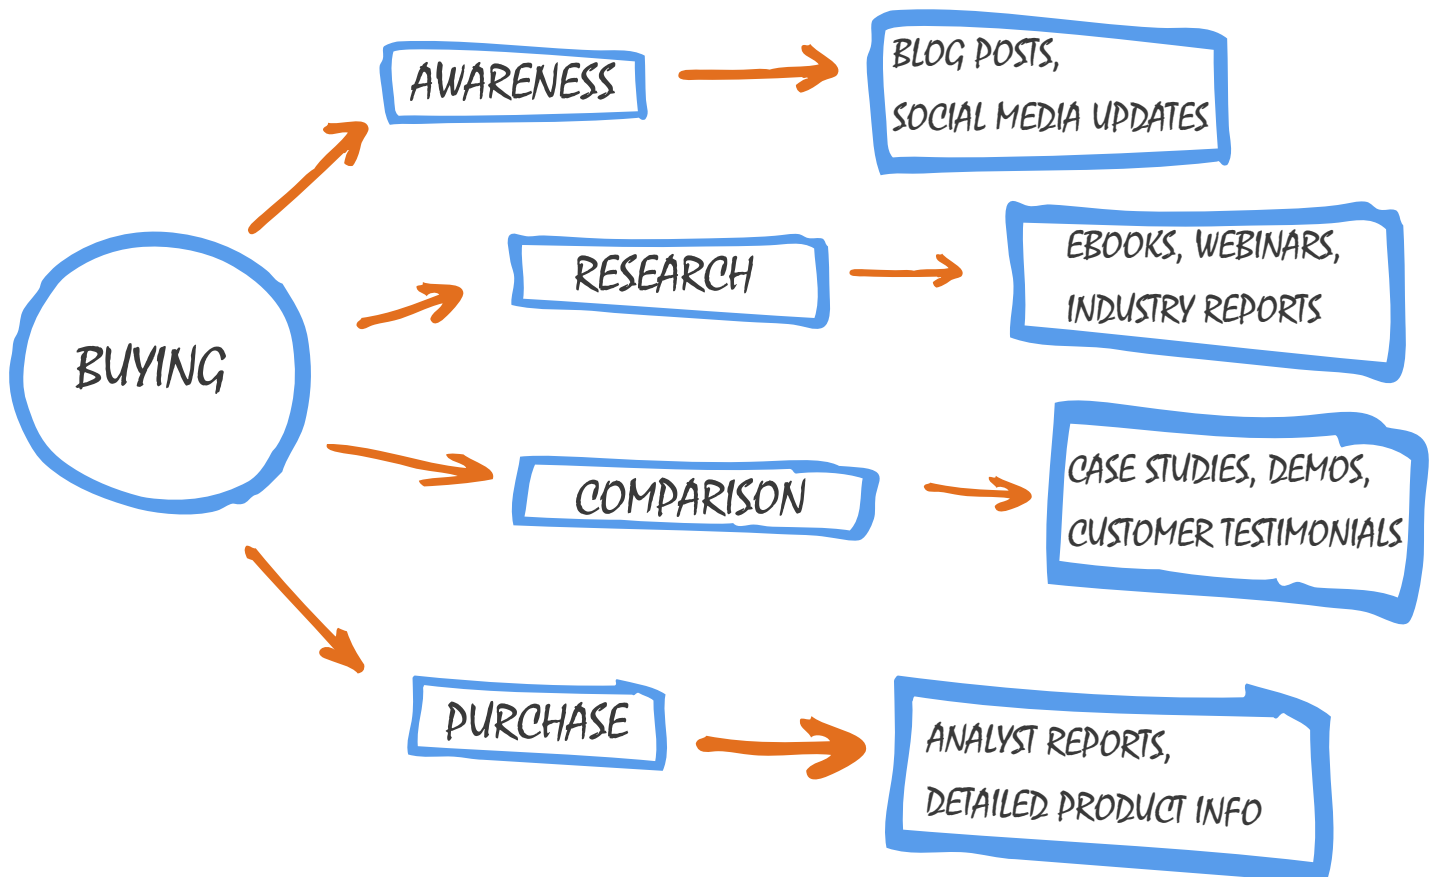 AWARENESS
BLOG POSTS,
SOCIAL MEDIA UPDATES
RESEARCH
EBOOKS, WEBINARS,
INDUSTRY REPORTS
BUYING
COMPARISON
CASE STUDIES, DEMOS,
CUSTOMER TESTIMONIALS
PURCHASE
ANALYST REPORTS,
DETAILED PRODUCT INFO